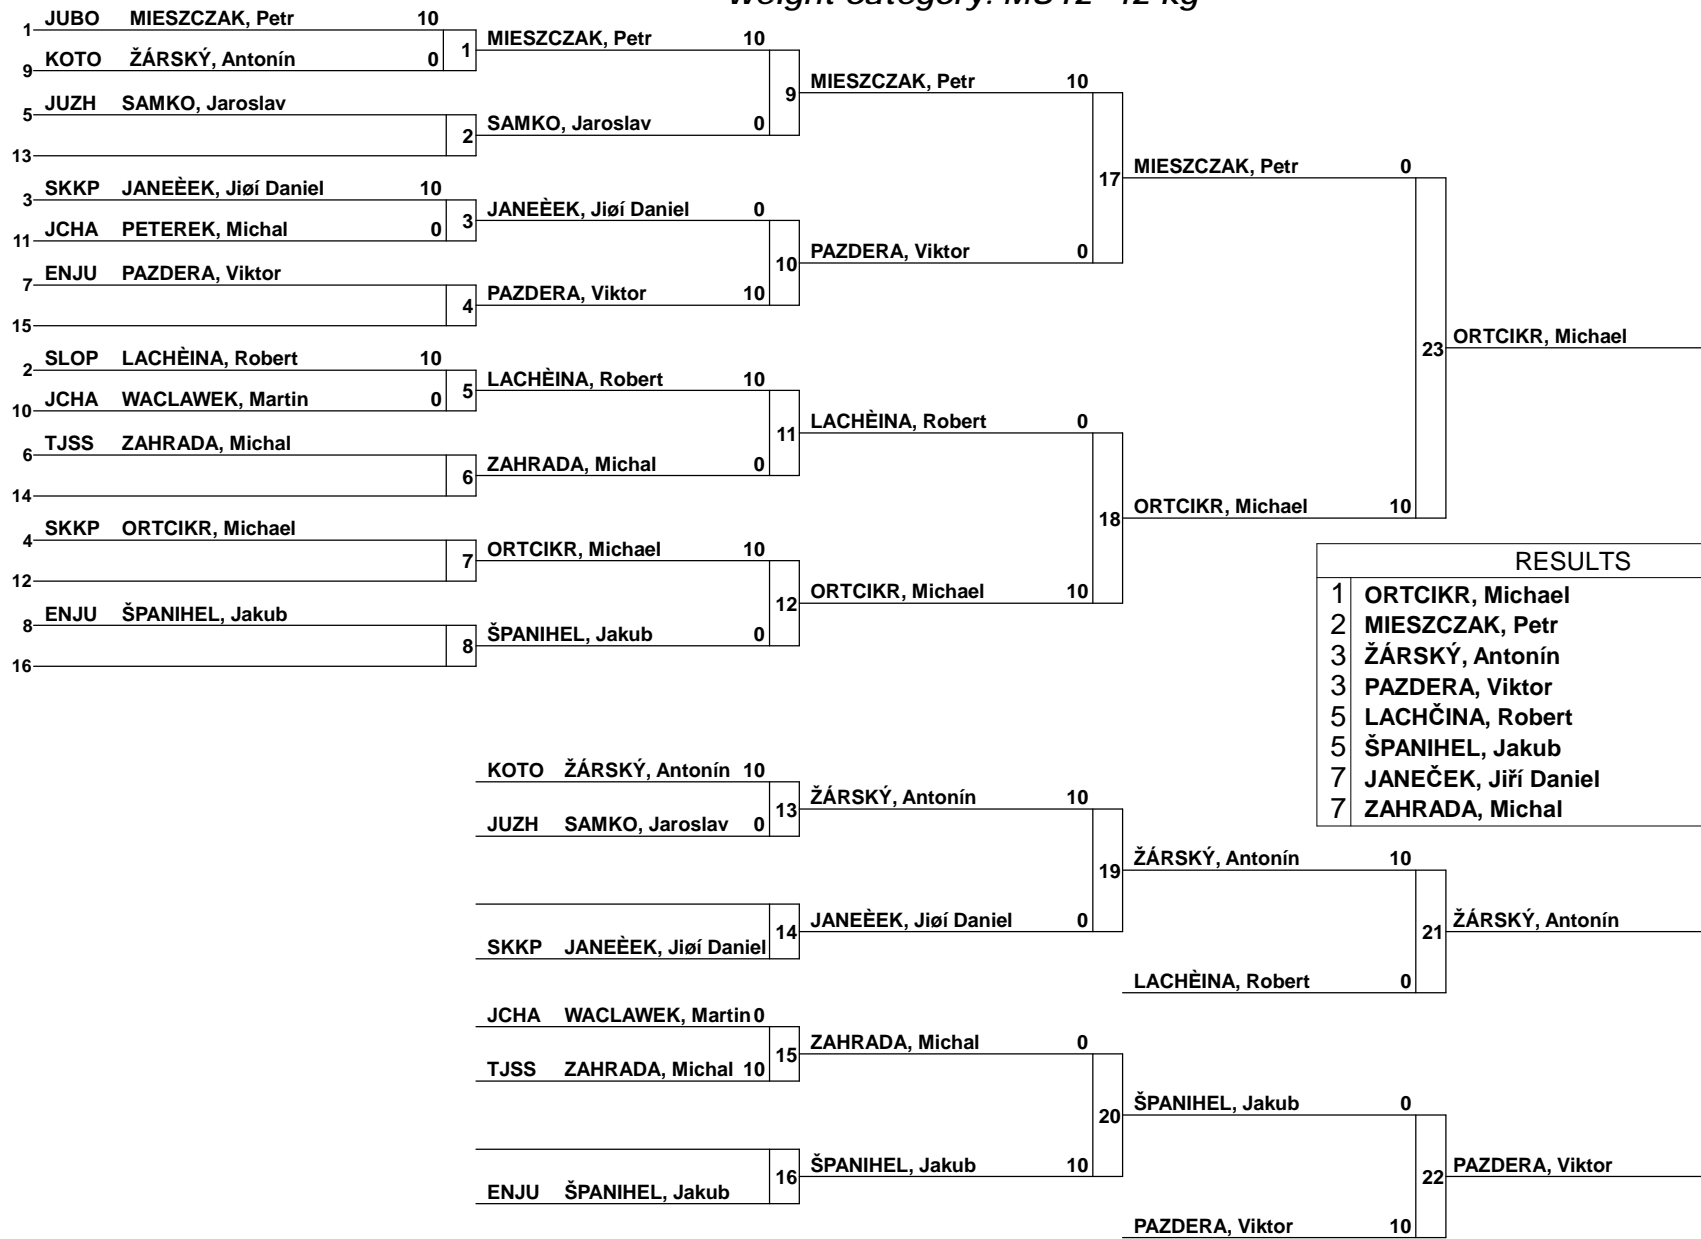 Weight category: MU12 -42 kg
1 JUBO MIESZCZAK, Petr 10
9 KOTO ŽÁRSKÝ, Antonín 0
1 MIESZCZAK, Petr 10
5 JUZH SAMKO, Jaroslav
13
2 SAMKO, Jaroslav 0
9 MIESZCZAK, Petr 10
3 SKKP JANEÈEK, Jiøí Daniel 10
11 JCHA PETEREK, Michal 0
3 JANEÈEK, Jiøí Daniel 0
7 ENJU PAZDERA, Viktor
15
4 PAZDERA, Viktor 10
10 PAZDERA, Viktor 0
17 MIESZCZAK, Petr 0
2 SLOP LACHÈINA, Robert 10
10 JCHA WACLAWEK, Martin 0
5 LACHÈINA, Robert 10
6 TJSS ZAHRADA, Michal
14
6 ZAHRADA, Michal 0
11 LACHÈINA, Robert 0
4 SKKP ORTCIKR, Michael
12
7 ORTCIKR, Michael 10
8 ENJU ŠPANIHEL, Jakub
16
8 ŠPANIHEL, Jakub 0
12 ORTCIKR, Michael 10
18 ORTCIKR, Michael 10
23 ORTCIKR, Michael
RESULTS
1 ORTCIKR, Michael
2 MIESZCZAK, Petr
3 ŽÁRSKÝ, Antonín
3 PAZDERA, Viktor
5 LACHČINA, Robert
5 ŠPANIHEL, Jakub
7 JANEČEK, Jiří Daniel
7 ZAHRADA, Michal
KOTO ŽÁRSKÝ, Antonín 10
JUZH SAMKO, Jaroslav 0
13 ŽÁRSKÝ, Antonín 10
SKKP JANEÈEK, Jiøí Daniel
14 JANEÈEK, Jiøí Daniel 0
19 ŽÁRSKÝ, Antonín 10
LACHÈINA, Robert 0
21 ŽÁRSKÝ, Antonín
JCHA WACLAWEK, Martin 0
TJSS ZAHRADA, Michal 10
15 ZAHRADA, Michal 0
ENJU ŠPANIHEL, Jakub
16 ŠPANIHEL, Jakub 10
20 ŠPANIHEL, Jakub 0
PAZDERA, Viktor 10
22 PAZDERA, Viktor